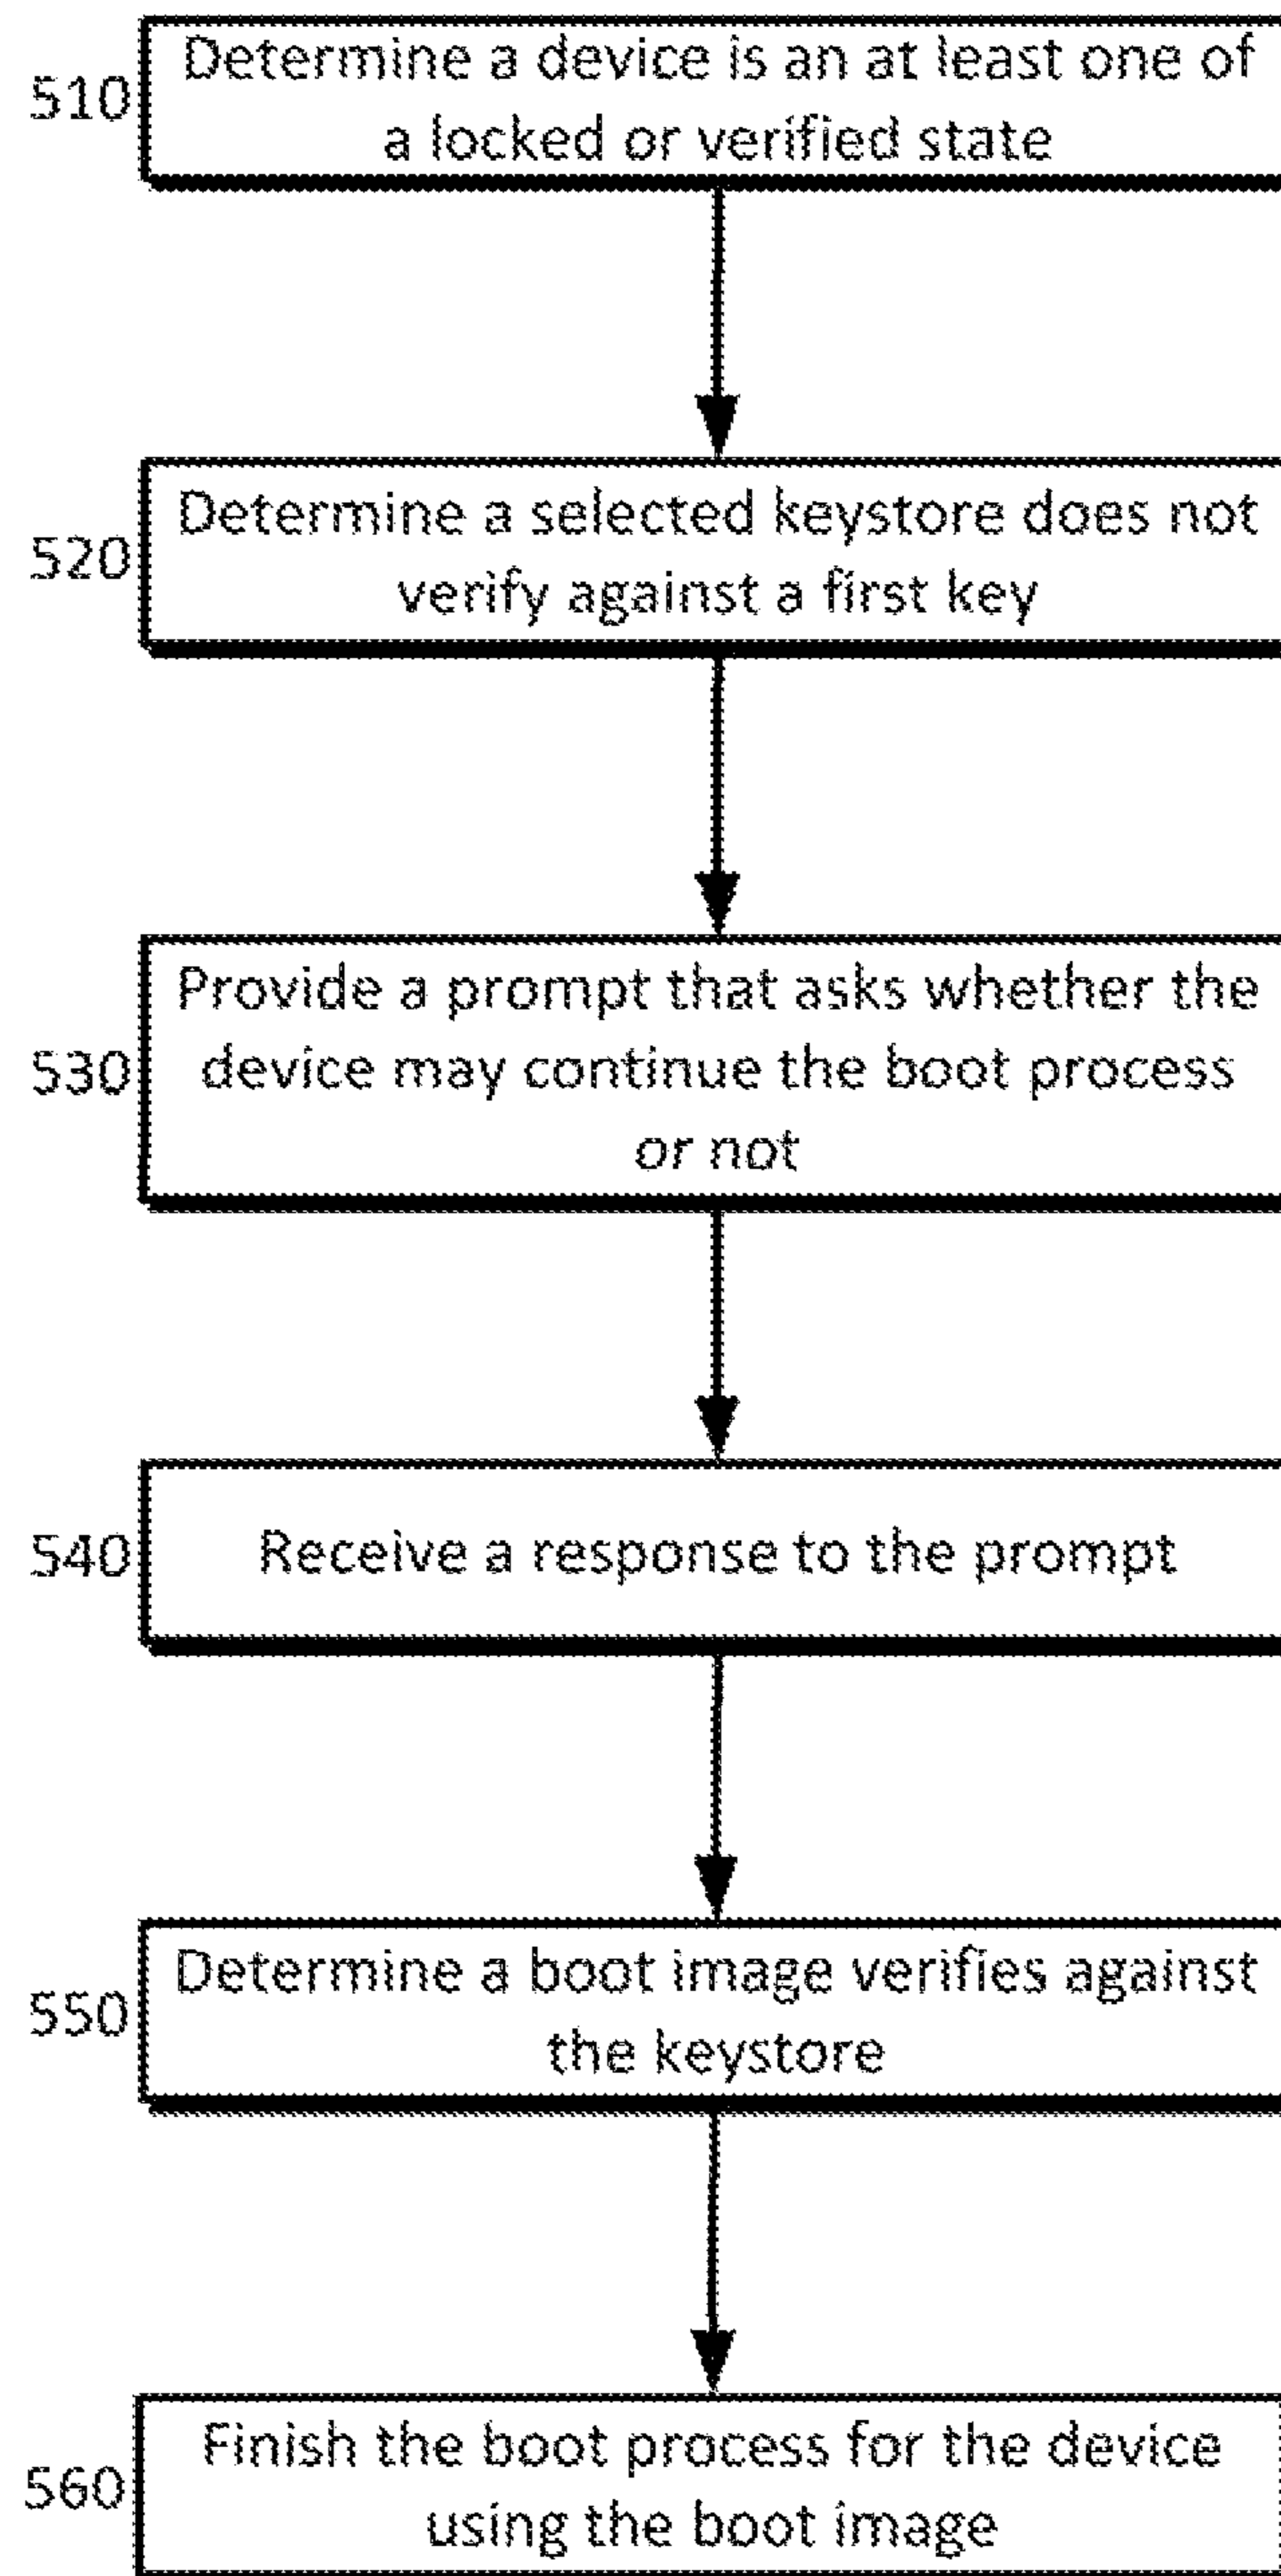 510
Determine a device is an at least one of
a locked or verified state
520
Determine a selected keystore does not
verify against a first key
530
Provide a prompt that asks whether the
device may continue the boot process
or not
540
Receive a response to the prompt
550
Determine a boot image verifies against
the keystore
560
Finish the boot process for the device
using the boot image